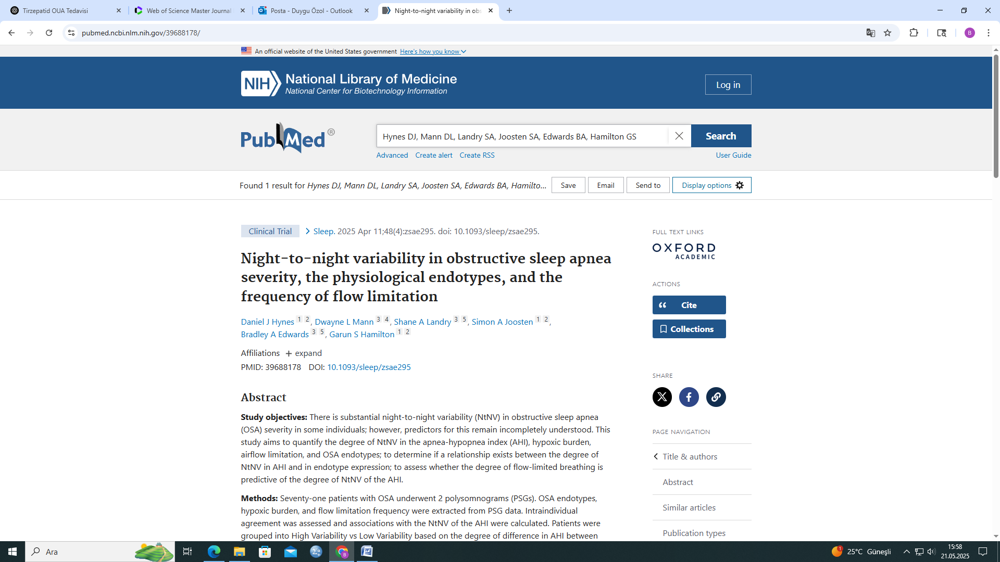 Tirzepatid OUA Tedavisi
Web of Science Master Journal
Posta - Duygu Özol - Outlook
Night-to-night variability in obs
pubmed.ncbi.nlm.nih.gov/39688178/
B
An official website of the United States government Here's how you know
NIH National Library of Medicine
National Center for Biotechnology Information
Log in
PubMed®
Hynes DJ, Mann DL, Landry SA, Joosten SA, Edwards BA, Hamilton GS
Search
Advanced Create alert Create RSS
User Guide
Found 1 result for Hynes DJ, Mann DL, Landry SA, Joosten SA, Edwards BA, Hamilto...
Save
Email
Send to
Display options
Clinical Trial
Sleep. 2025 Apr 11;48(4):zsae295. doi: 10.1093/sleep/zsae295.
Night-to-night variability in obstructive sleep apnea
severity, the physiological endotypes, and the
frequency of flow limitation
Daniel J Hynes 1 2, Dwayne L Mann 3 4, Shane A Landry 3 5, Simon A Joosten 1 2,
Bradley A Edwards 3 5, Garun S Hamilton 1 2
Affiliations + expand
PMID: 39688178 DOI: 10.1093/sleep/zsae295
Abstract
Study objectives: There is substantial night-to-night variability (NtNV) in obstructive sleep apnea
(OSA) severity in some individuals; however, predictors for this remain incompletely understood. This
study aims to quantify the degree of NtNV in the apnea-hypopnea index (AHI), hypoxic burden,
airflow limitation, and OSA endotypes; to determine if a relationship exists between the degree of
NtNV in AHI and in endotype expression; to assess whether the degree of flow-limited breathing is
predictive of the degree of NtNV of the AHI.
Methods: Seventy-one patients with OSA underwent 2 polysomnograms (PSGs). OSA endotypes,
hypoxic burden, and flow limitation frequency were extracted from PSG data. Intraindividual
agreement was assessed and associations with the NtNV of the AHI were calculated. Patients were
grouped into High Variability vs Low Variability based on the degree of difference in AHI between
FULL TEXT LINKS
OXFORD
ACADEMIC
ACTIONS
Cite
Collections
SHARE
PAGE NAVIGATION
Title & authors
Abstract
Similar articles
Publication types
Ara
B
1
25°C Güneşli
15:58
21.05.2025